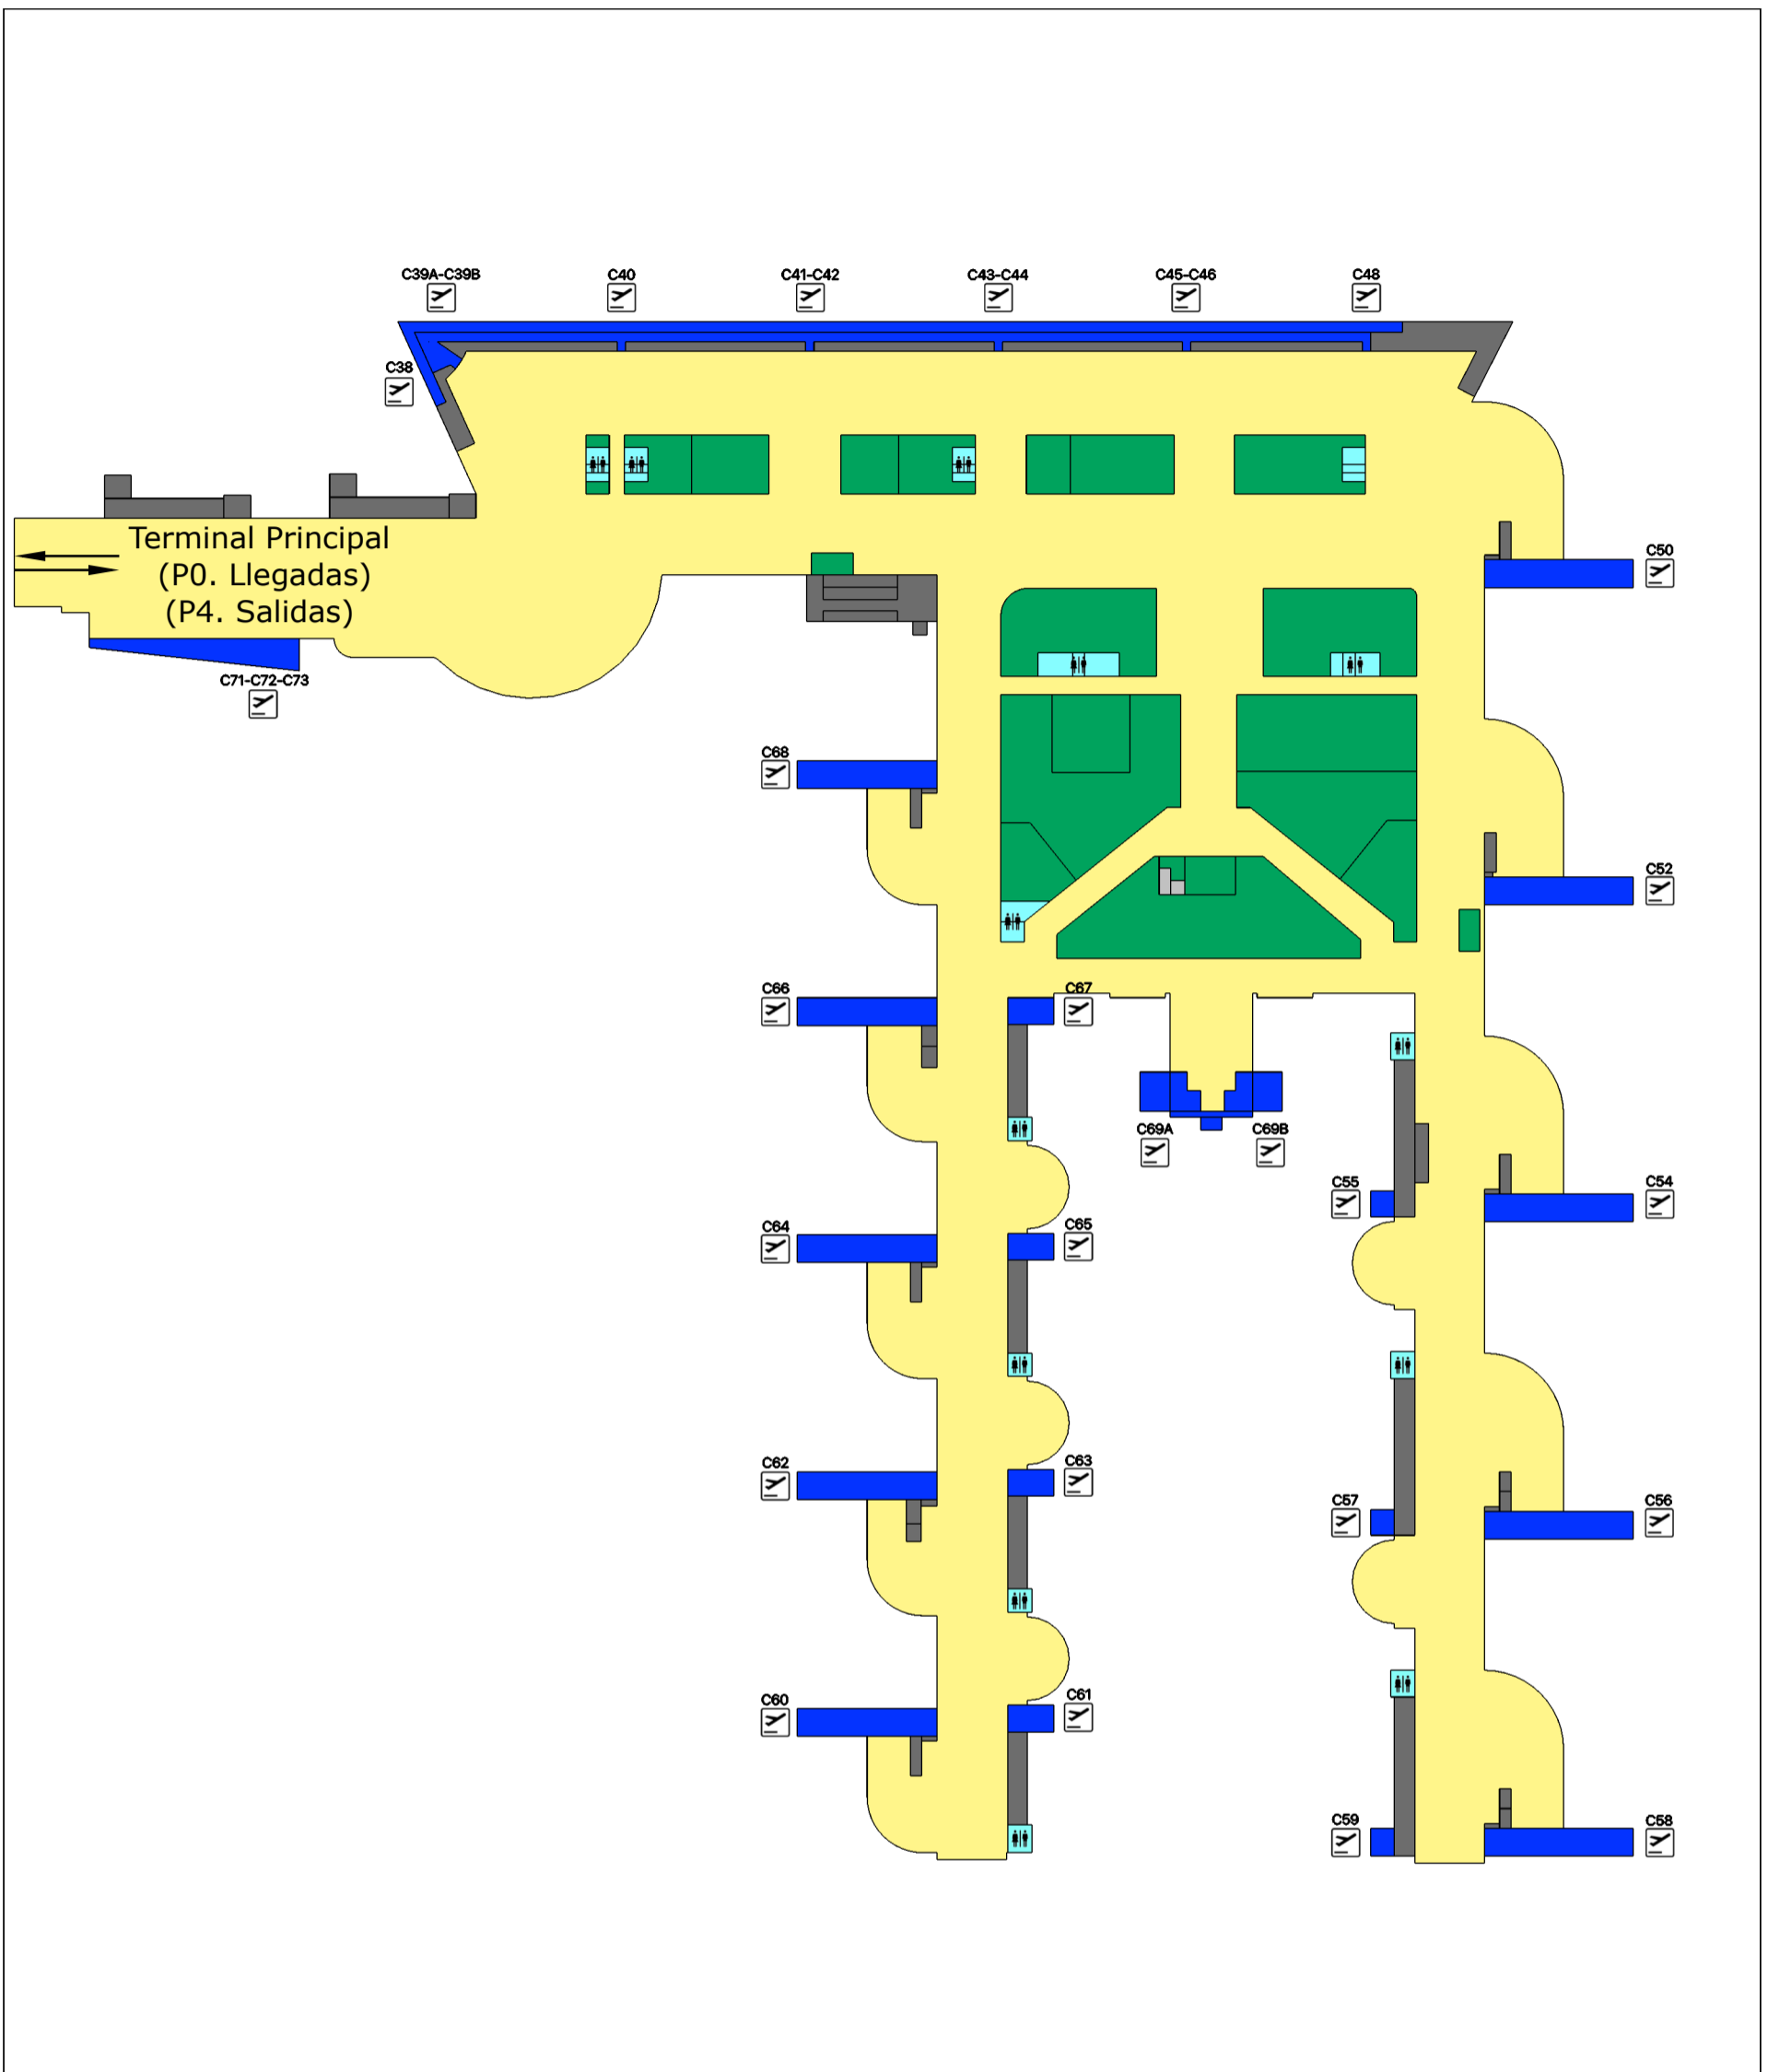 C39A-C39B
C40
C41-C42
C43-C44
C45-C46
C48
C38
Terminal Principal
(P0. Llegadas)
(P4. Salidas)
C50
C71-C72-C73
C68
C52
C66
C67
C69A
C69B
C55
C54
C64
C65
C62
C63
C57
C56
C60
C61
C59
C58